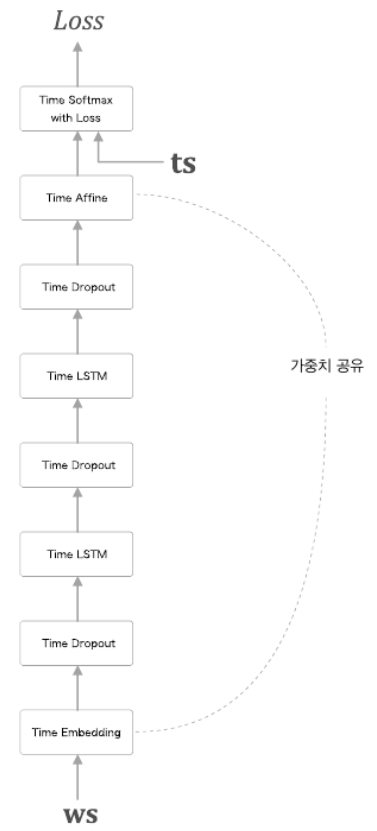 Loss
Time Softmax
with Loss
ts
Time Affine
Time Dropout
Time LSTM
가중치 공유
Time Dropout
Time LSTM
Time Dropout
Time Embedding
ws